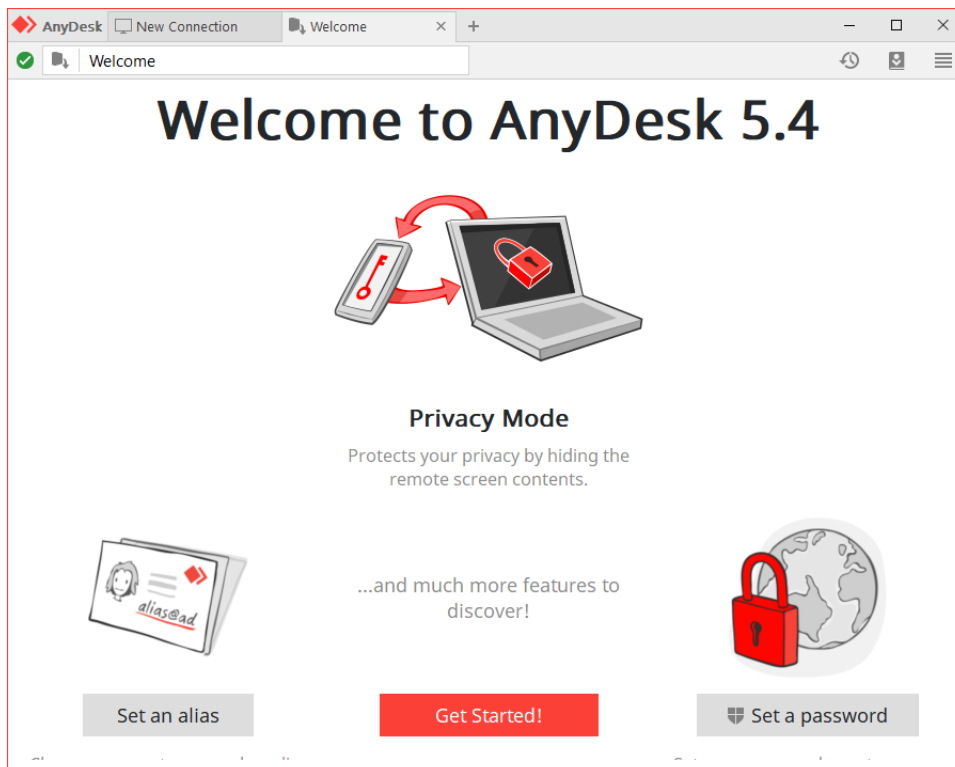 AnyDesk New Connection Welcome
Welcome
Welcome to AnyDesk 5.4
Privacy Mode
Protects your privacy by hiding the
remote screen contents.
alias@ad
...and much more features to
discover!
Set an alias
Get Started!
Set a password